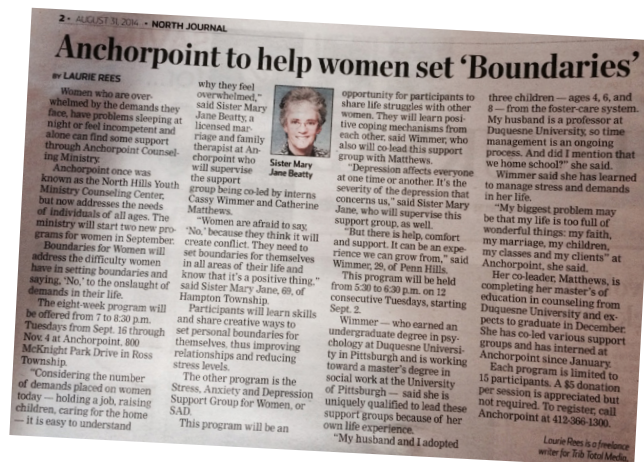 2 • AUGUST 31, 2014 • NORTH JOURNAL
Anchorpoint to help women set 'Boundaries'
BY LAURIE REES
Women who are over-
whelmed by the demands they
face, have problems sleeping at
night or feel incompetent and
alone can find some support
through Anchorpoint Counsel-
ing Ministry.
Anchorpoint once was
known as the North Hills Youth
Ministry Counseling Center,
but now addresses the needs
of individuals of all ages. The
ministry will start two new pro-
grams for women in September.
Boundaries for Women will
address the difficulty women
have in setting boundaries and
saying, 'No,' to the onslaught of
demands in their life.
The eight-week program will
be offered from 7 to 8:30 p.m.
Tuesdays from Sept. 16 through
Nov. 4 at Anchorpoint, 800
McKnight Park Drive in Ross
Township.
"Considering the number
of demands placed on women
today — holding a job, raising
children, caring for the home
— it is easy to understand
why they feel
overwhelmed,"
said Sister Mary
Jane Beatty, a
licensed mar-
riage and family
therapist at An-
chorpoint who
will supervise
the support
group being co-led by interns
Cassy Wimmer and Catherine
Matthews.
"Women are afraid to say,
'No,' because they think it will
create conflict. They need to
set boundaries for themselves
in all areas of their life and
know that it's a positive thing,"
said Sister Mary Jane, 69, of
Hampton Township.
Participants will learn skills
and share creative ways to
set personal boundaries for
themselves, thus improving
relationships and reducing
stress levels.
The other program is the
Stress, Anxiety and Depression
Support Group for Women, or
SAD.
This program will be an
Sister Mary
Jane Beatty
opportunity for participants to
share life struggles with other
women. They will learn posi-
tive coping mechanisms from
each other, said Wimmer, who
also will co-lead this support
group with Matthews.
"Depression affects everyone
at one time or another. It's the
severity of the depression that
concerns us," said Sister Mary
Jane, who will supervise this
support group, as well.
"But there is help, comfort
and support. It can be an expe-
rience we can grow from," said
Wimmer, 29, of Penn Hills.
This program will be held
from 5:30 to 6:30 p.m. on 12
consecutive Tuesdays, starting
Sept. 2.
Wimmer — who earned an
undergraduate degree in psy-
chology at Duquesne Universi-
ty in Pittsburgh and is working
toward a master's degree in
social work at the University
of Pittsburgh — said she is
uniquely qualified to lead these
support groups because of her
own life experience.
"My husband and I adopted
three children — ages 4, 6, and
8 — from the foster-care system.
My husband is a professor at
Duquesne University, so time
management is an ongoing
process. And did I mention that
we home school?" she said.
Wimmer said she has learned
to manage stress and demands
in her life.
"My biggest problem may
be that my life is too full of
wonderful things: my faith,
my marriage, my children,
my classes and my clients" at
Anchorpoint, she said.
Her co-leader, Matthews, is
completing her master's of
education in counseling from
Duquesne University and ex-
pects to graduate in December.
She has co-led various support
groups and has interned at
Anchorpoint since January.
Each program is limited to
15 participants. A $5 donation
per session is appreciated but
not required. To register, call
Anchorpoint at 412-366-1300.
Laurie Rees is a freelance
writer for Trib Total Media.